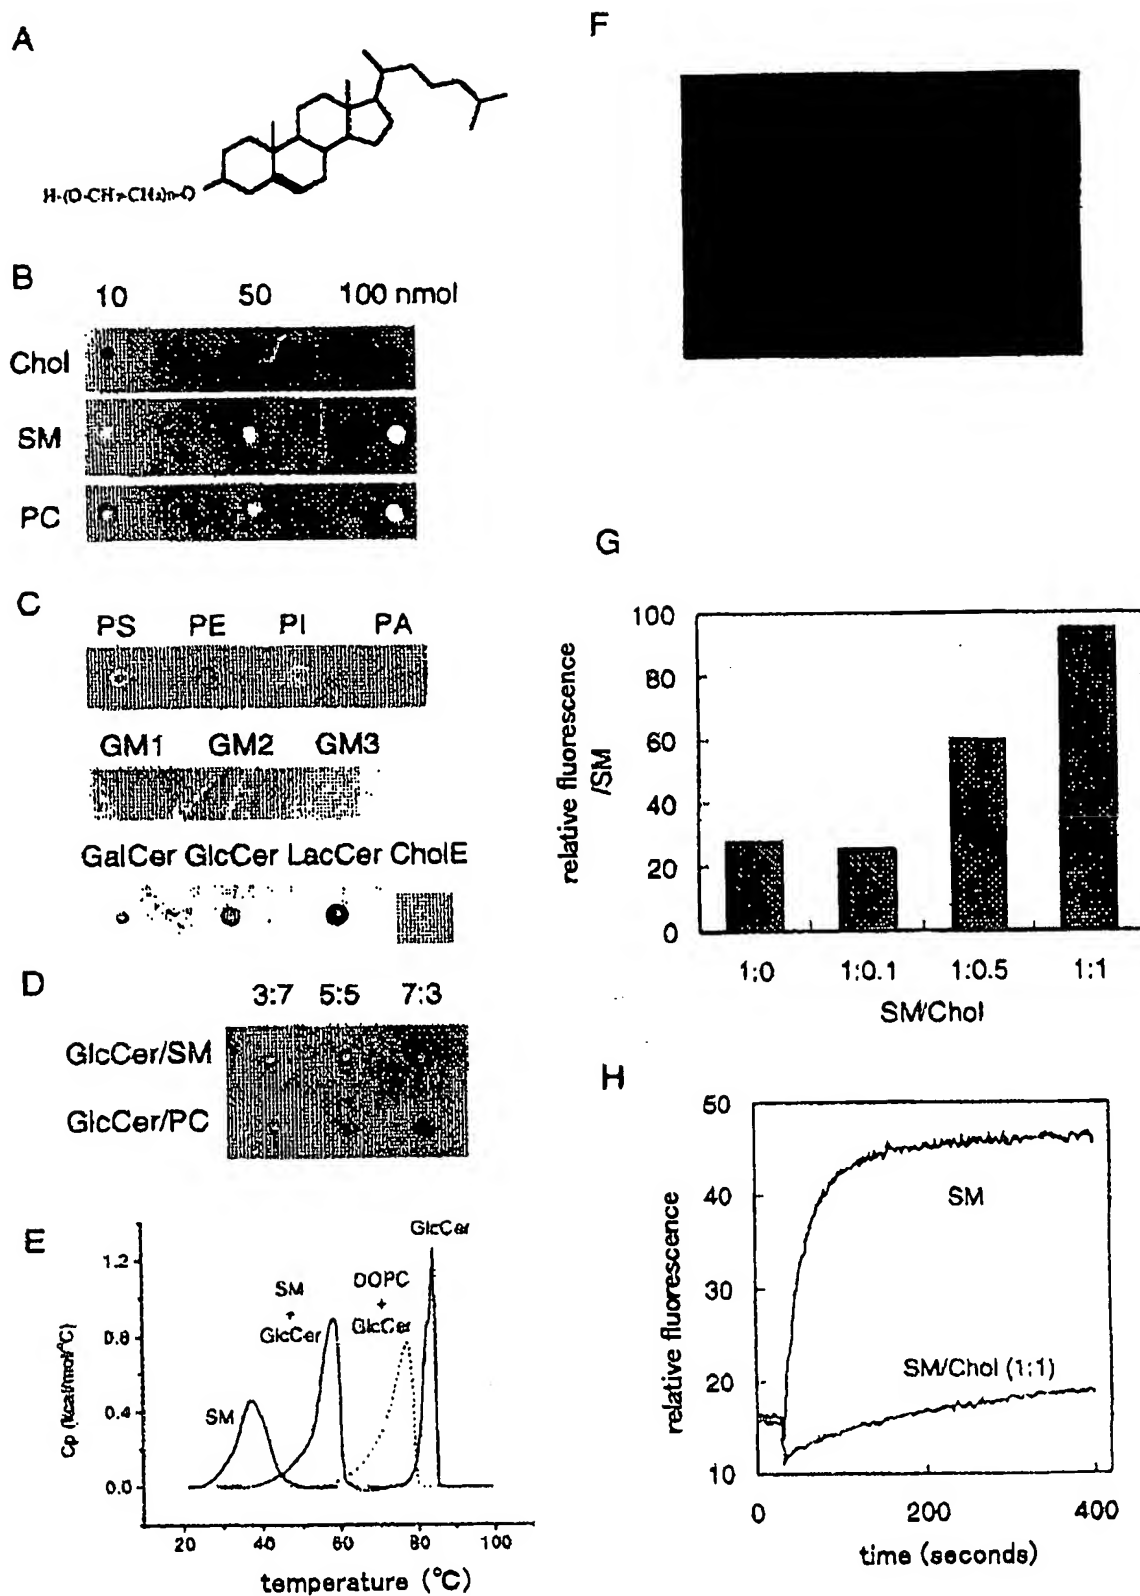 A
H-(O-CH2-CH2)n-O
B
10 50 100 nmol
Chol
SM
PC
C
PS PE PI PA
GM1 GM2 GM3
GalCer GlcCer LacCer CholE
D
3:7 5:5 7:3
GlcCer/SM
GlcCer/PC
E
Cp (kcal/mol/°C)
1.2
0.8
0.4
0.0
SM
SM
+
GlcCer
DOPC
+
GlcCer
GlcCer
20 40 60 80 100
temperature (°C)
F
G
relative fluorescence
/SM
100
80
60
40
20
0
1:0 1:0.1 1:0.5 1:1
SM/Chol
H
relative fluorescence
50
40
30
20
10
SM
SM/Chol (1:1)
0 200 400
time (seconds)